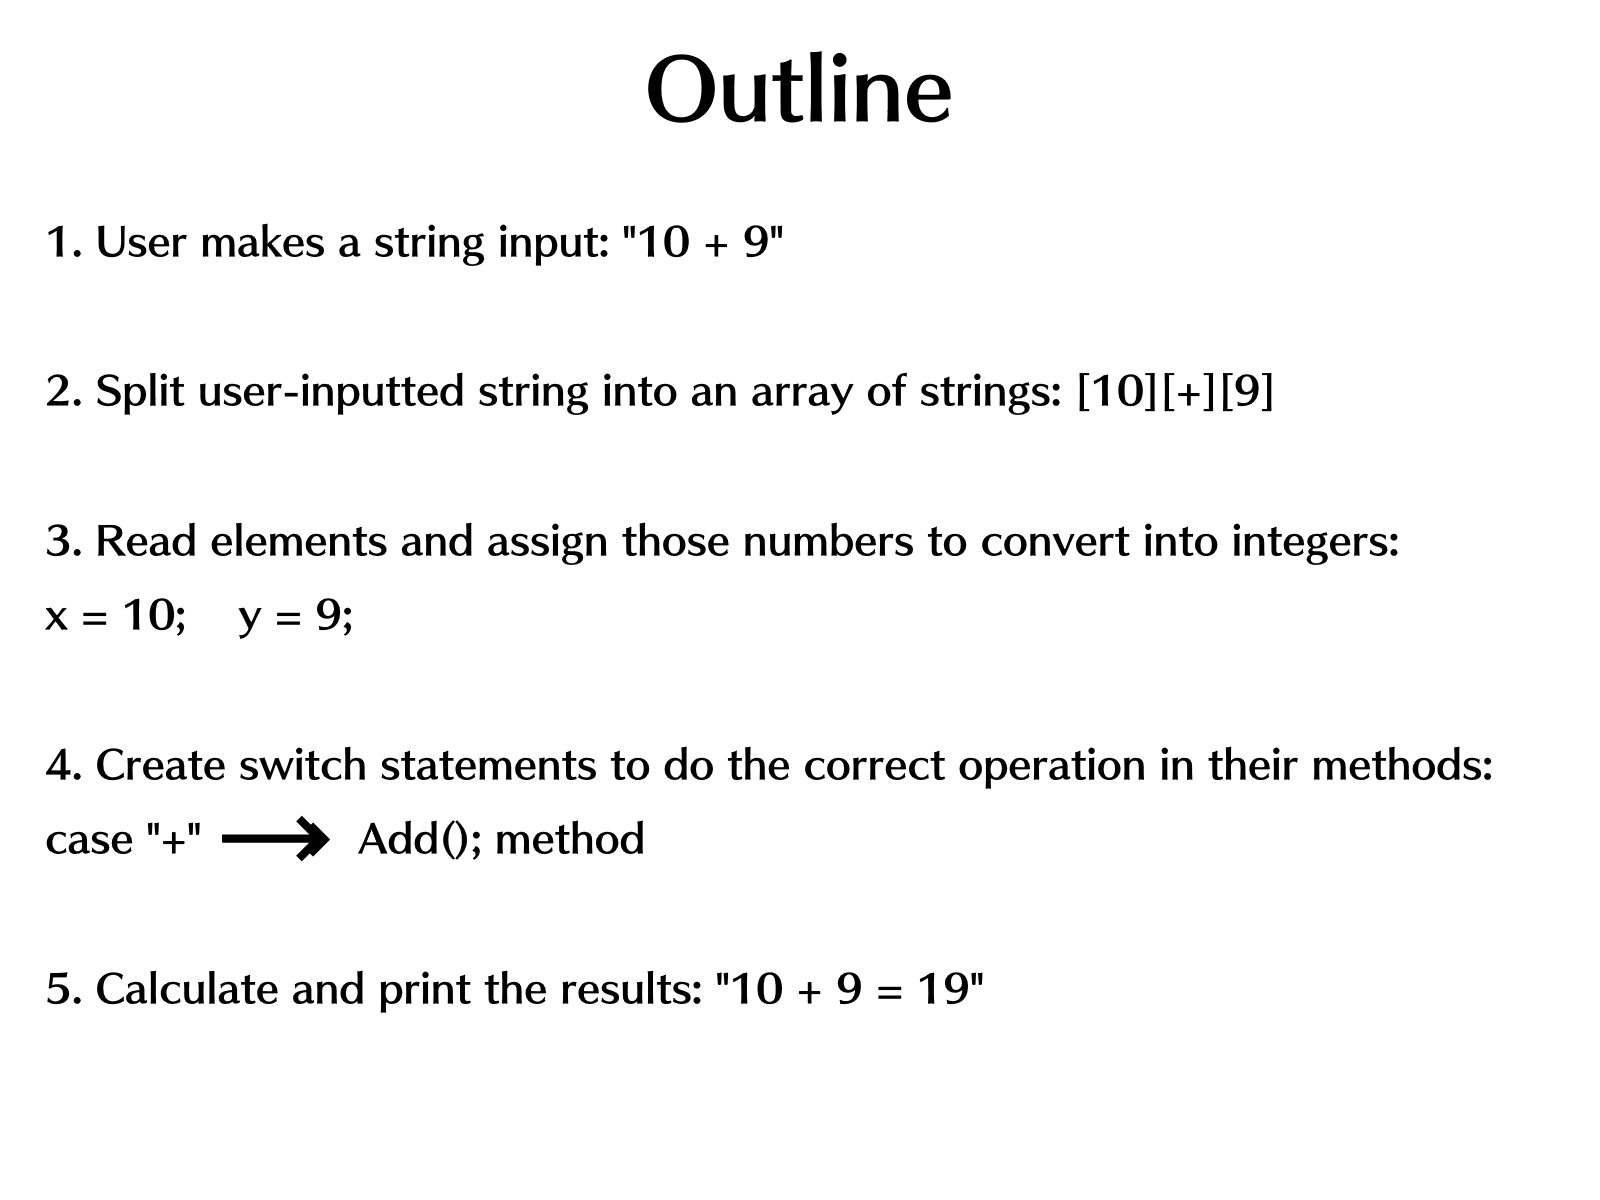 Outline
1. User makes a string input: "10 + 9"
2. Split user-inputted string into an array of strings: [10][+][9]
3. Read elements and assign those numbers to convert into integers:
x = 10; y = 9;
4. Create switch statements to do the correct operation in their methods:
case "+" → Add(); method
5. Calculate and print the results: "10 + 9 = 19"